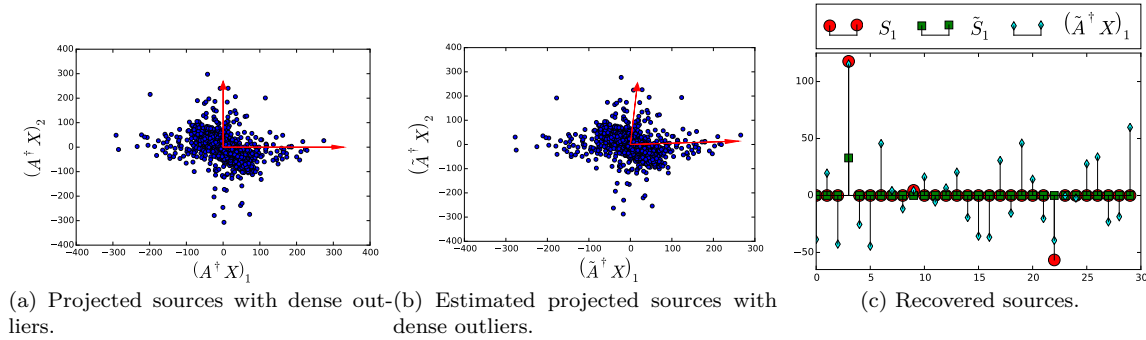 S₁ S̃₁ (Æ† X)₁
400
300
200
100
0
−100
−200
−300
−400
−400 −300 −200 −100 0 100 200 300 400
(A† X)₂
(A† X)₁
400
300
200
100
0
−100
−200
−300
−400
−300 −200 −100 0 100 200 300
(Æ† X)₂
(Æ† X)₁
100
50
0
−50
0 5 10 15 20 25 30
(a) Projected sources with dense out-
liers.
(b) Estimated projected sources with
dense outliers.
(c) Recovered sources.